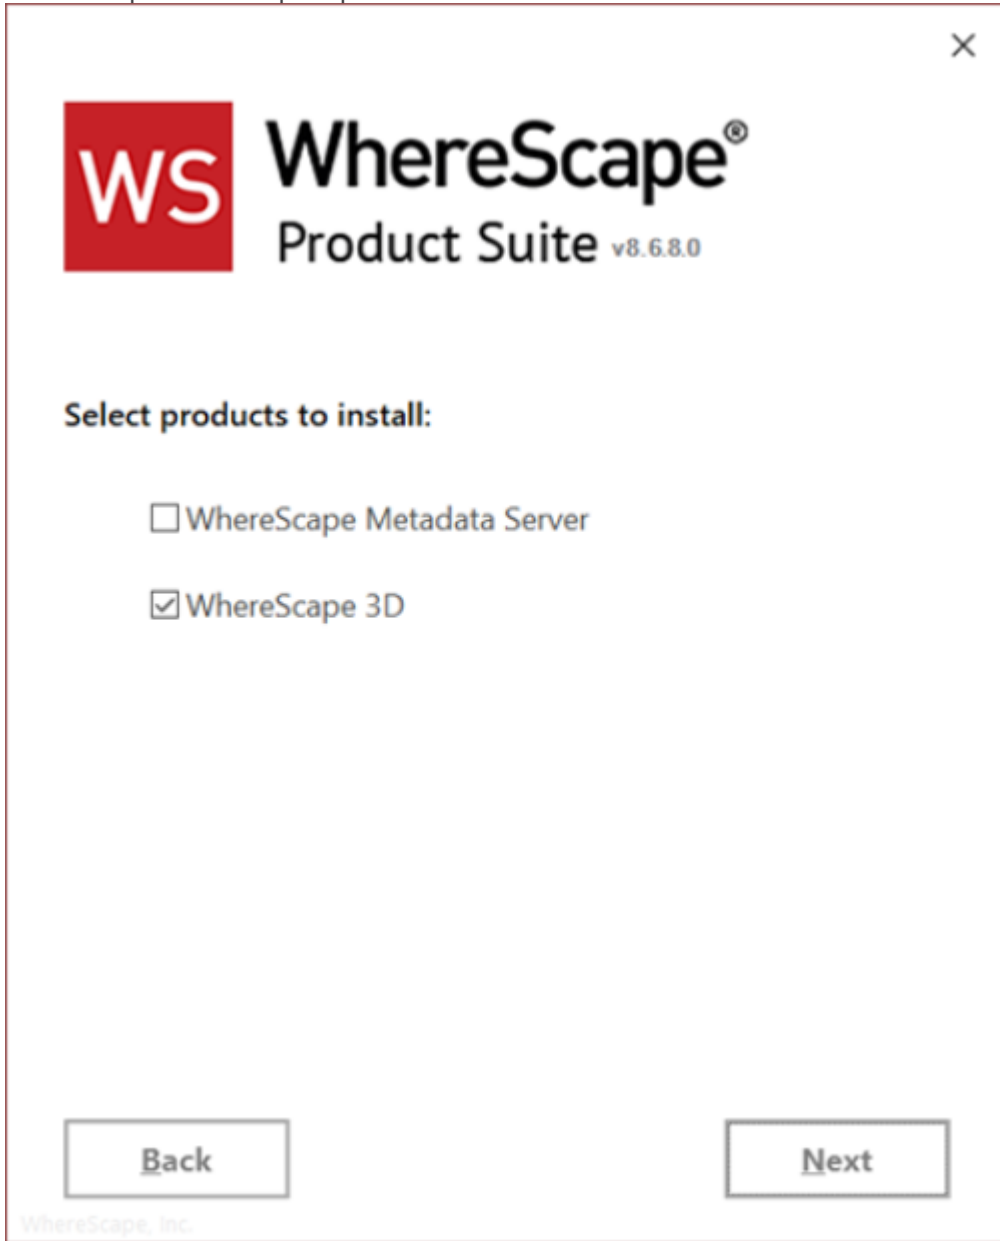 WS
WhereScape®
Product Suite v8.6.8.0
Select products to install:
WhereScape Metadata Server
WhereScape 3D
Back
Next
WhereScape, Inc.